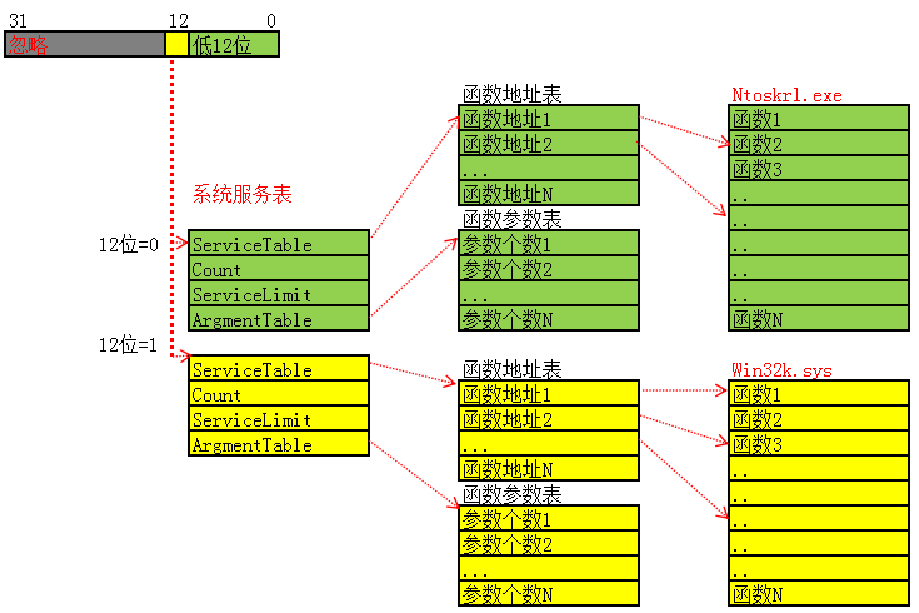 31 12 0
忽略 低12位
函数地址表
函数地址1
函数地址2
...
函数地址N
Ntoskrl.exe
函数1
函数2
函数3
..
..
..
..
..
函数N
系统服务表
12位=0
ServiceTable
Count
ServiceLimit
ArgmentTable
函数参数表
参数个数1
参数个数2
...
参数个数N
12位=1
ServiceTable
Count
ServiceLimit
ArgmentTable
函数地址表
函数地址1
函数地址2
...
函数地址N
Win32k.sys
函数1
函数2
函数3
..
..
..
..
..
函数N
函数参数表
参数个数1
参数个数2
...
参数个数N